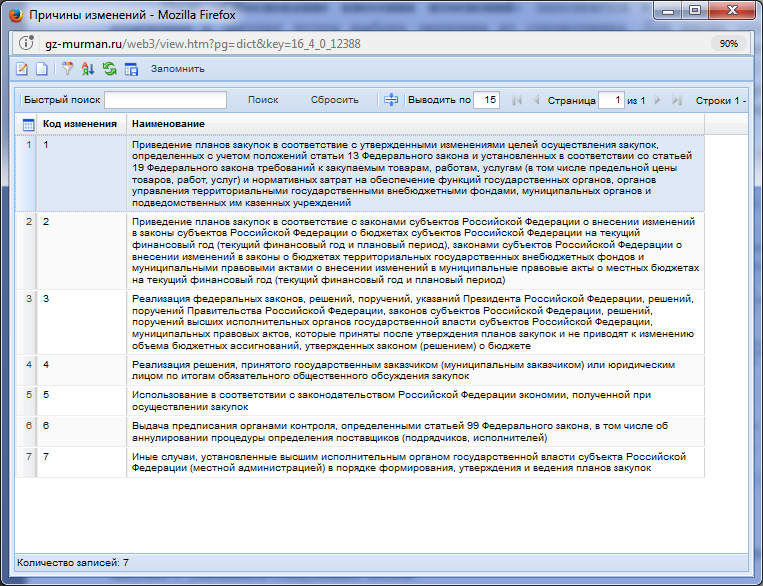 Причины изменений - Mozilla Firefox
gz-murman.ru/web3/view.htm?pg=dict&key=16_4_0_12388
90%
Запомнить
Быстрый поиск Поиск Сбросить Выводить по 15 Страница 1 из 1 Строки 1 -
Код изменения Наименование
1 1 Приведение планов закупок в соответствие с утвержденными изменениями целей осуществления закупок,
определенных с учетом положений статьи 13 Федерального закона и установленных в соответствии со статьей
19 Федерального закона требований к закупаемым товарам, работам, услугам (в том числе предельной цены
товаров, работ, услуг) и нормативных затрат на обеспечение функций государственных органов, органов
управления территориальными государственными внебюджетными фондами, муниципальных органов и
подведомственных им казенных учреждений
2 2 Приведение планов закупок в соответствие с законами субъектов Российской Федерации о внесении изменений
в законы субъектов Российской Федерации о бюджетах субъектов Российской Федерации на текущий
финансовый год (текущий финансовый год и плановый период), законами субъектов Российской Федерации о
внесении изменений в законы о бюджетах территориальных государственных внебюджетных фондов и
муниципальными правовыми актами о внесении изменений в муниципальные правовые акты о местных бюджетах
на текущий финансовый год (текущий финансовый год и плановый период)
3 3 Реализация федеральных законов, решений, поручений, указаний Президента Российской Федерации, решений,
поручений Правительства Российской Федерации, законов субъектов Российской Федерации, решений,
поручений высших исполнительных органов государственной власти субъектов Российской Федерации,
муниципальных правовых актов, которые приняты после утверждения планов закупок и не приводят к изменению
объема бюджетных ассигнований, утвержденных законом (решением) о бюджете
4 4 Реализация решения, принятого государственным заказчиком (муниципальным заказчиком) или юридическим
лицом по итогам обязательного общественного обсуждения закупок
5 5 Использование в соответствии с законодательством Российской Федерации экономии, полученной при
осуществлении закупок
6 6 Выдача предписания органами контроля, определенными статьей 99 Федерального закона, в том числе об
аннулировании процедуры определения поставщиков (подрядчиков, исполнителей)
7 7 Иные случаи, установленные высшим исполнительным органом государственной власти субъекта Российской
Федерации (местной администрацией) в порядке формирования, утверждения и ведения планов закупок
Количество записей: 7